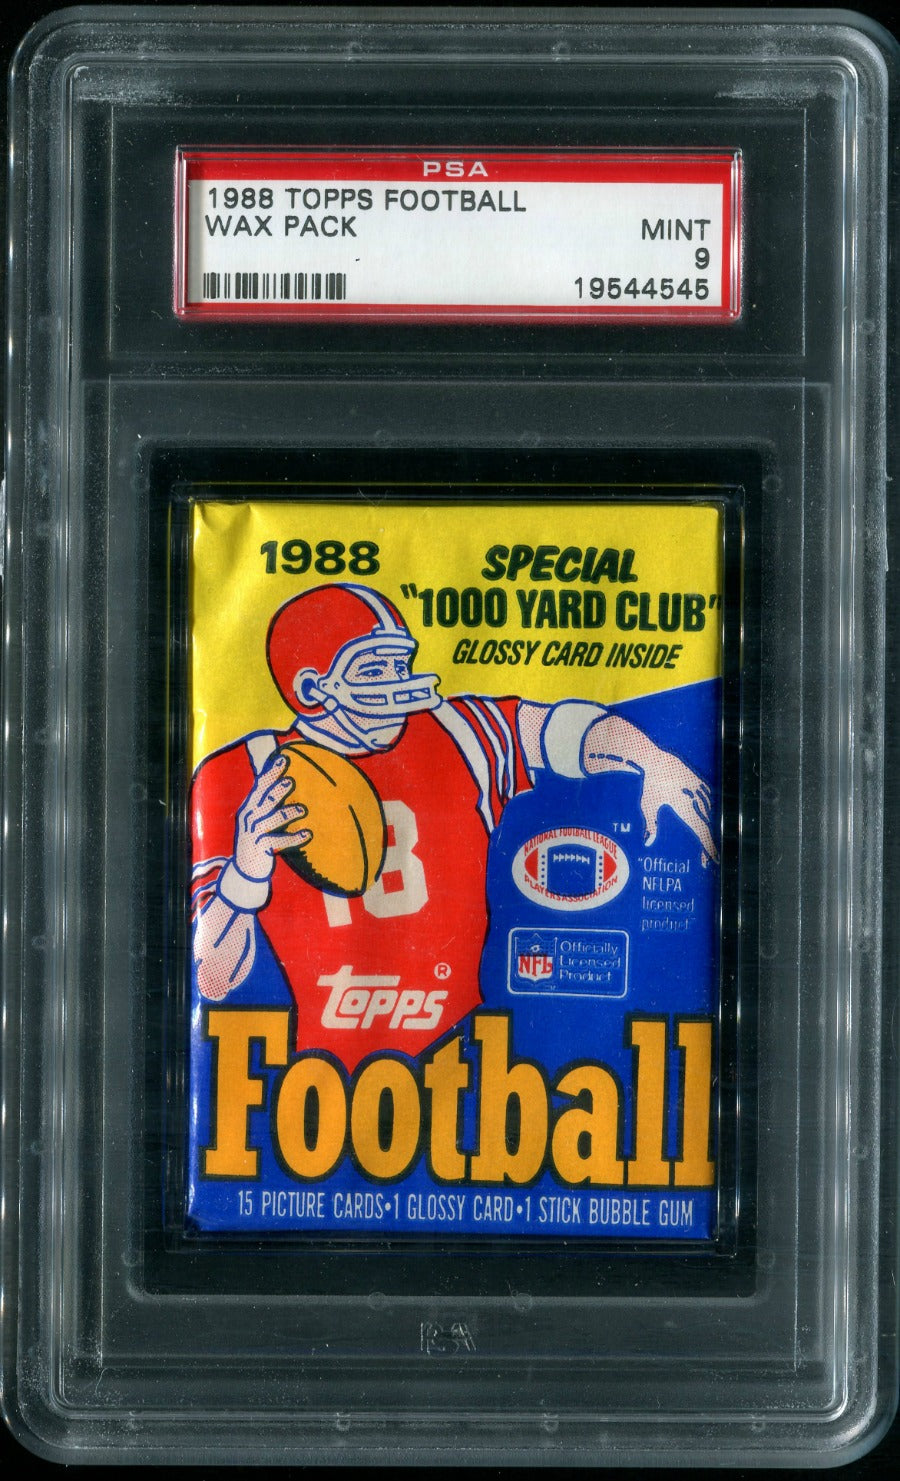 PSA
1988 TOPPS FOOTBALL
WAX PACK
MINT
9
19544545
1988
SPECIAL
"1000 YARD CLUB"
GLOSSY CARD INSIDE
18
TM
NATIONAL FOOTBALL LEAGUE
PLAYERS ASSOCIATION
"Official
NFLPA
licensed
product"
NFL
Officially
Licensed
Product
TOPPS®
Football
15 PICTURE CARDS•1 GLOSSY CARD•1 STICK BUBBLE GUM
PSA